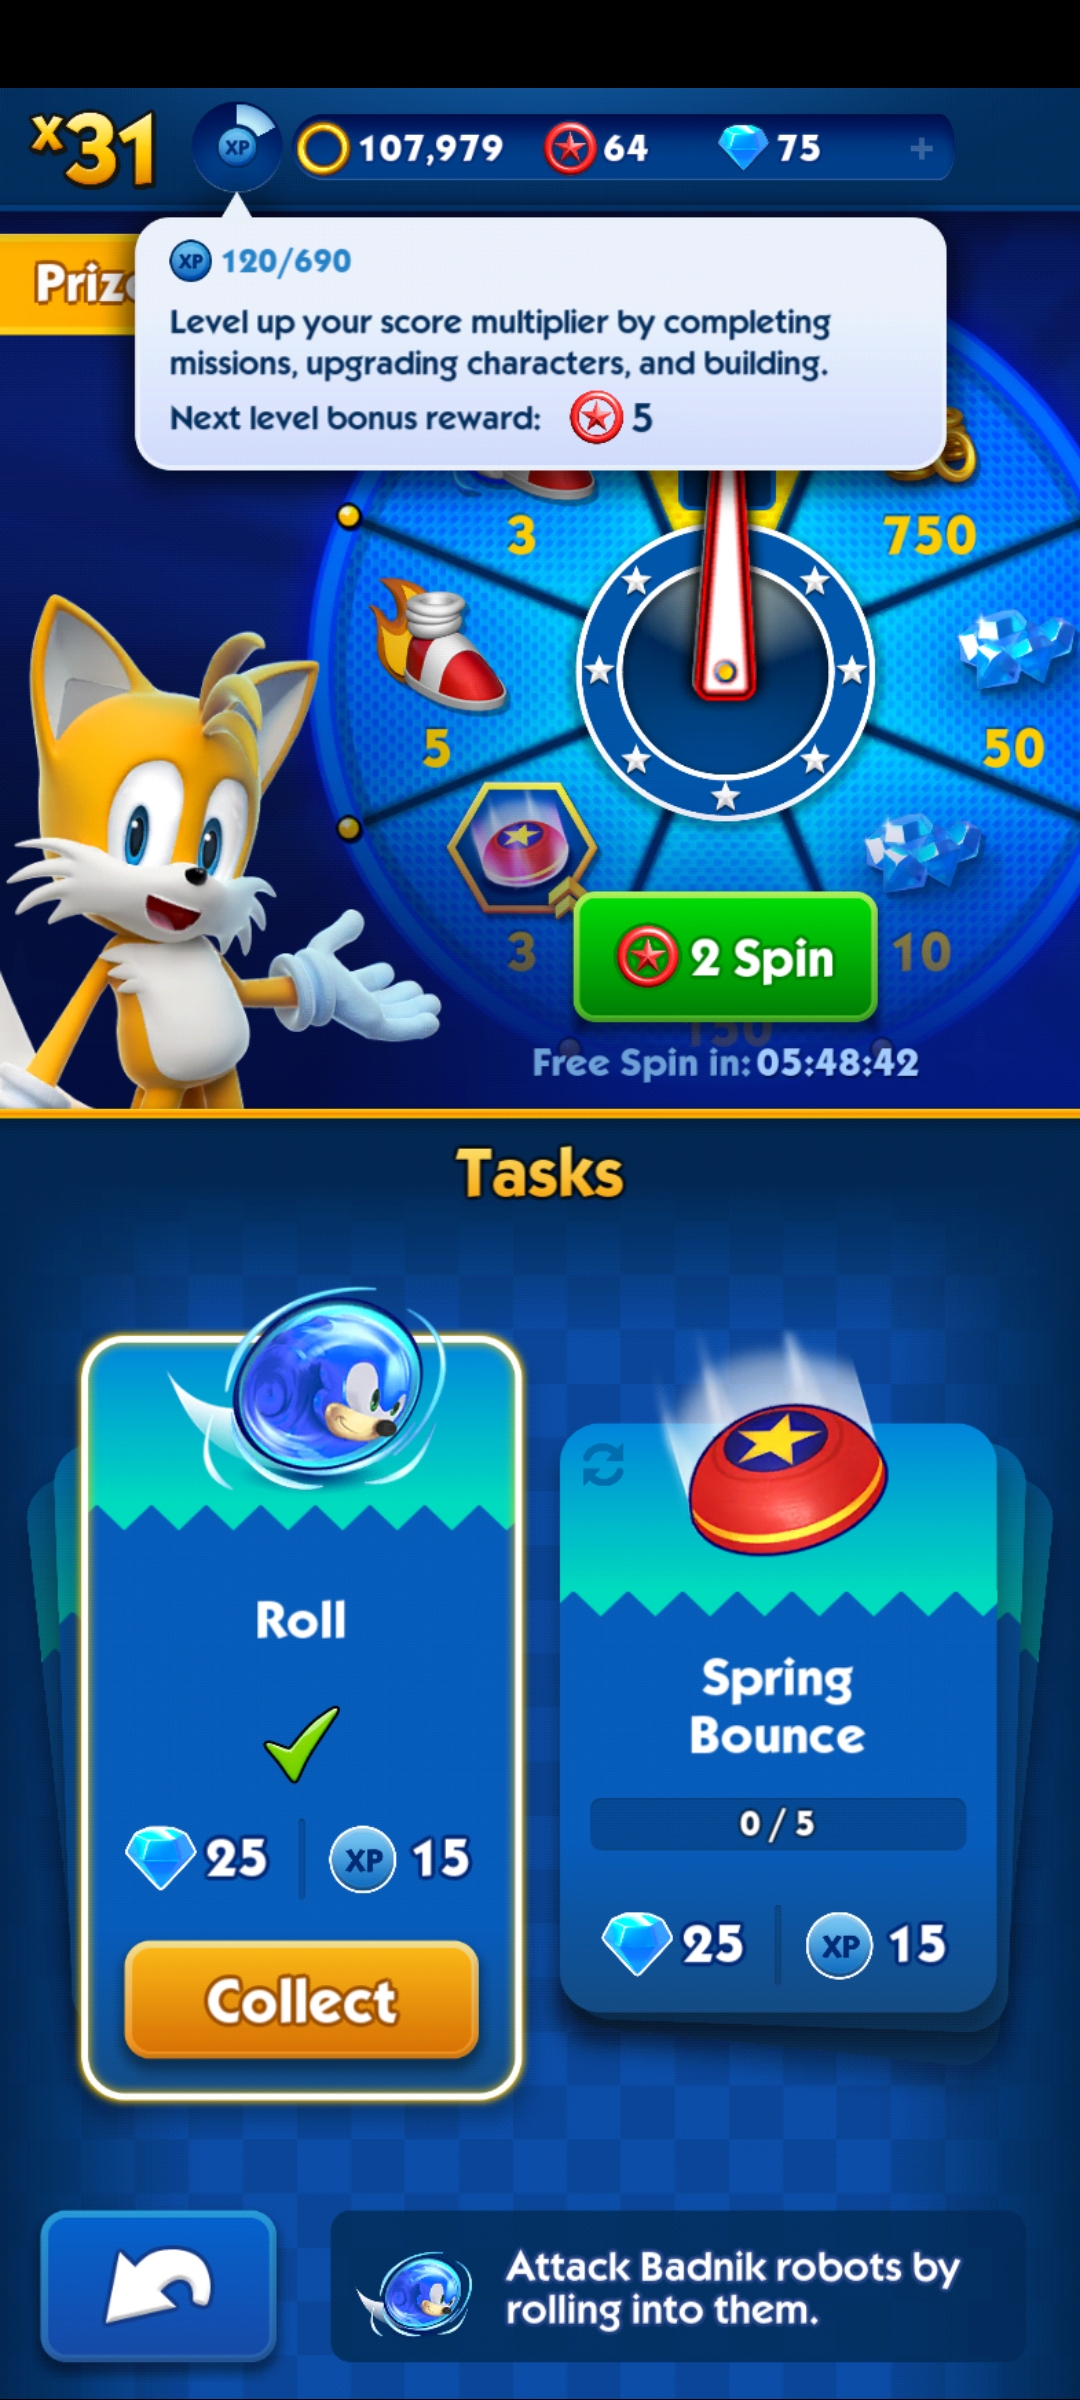 x31
XP
107,979
64
75
+
XP 120/690
Level up your score multiplier by completing
missions, upgrading characters, and building.
Next level bonus reward: 5
3
750
5
50
3
10
2 Spin
150
Free Spin in: 05:48:42
Tasks
Roll
25
XP 15
Collect
Spring
Bounce
0 / 5
25
XP 15
Attack Badnik robots by
rolling into them.